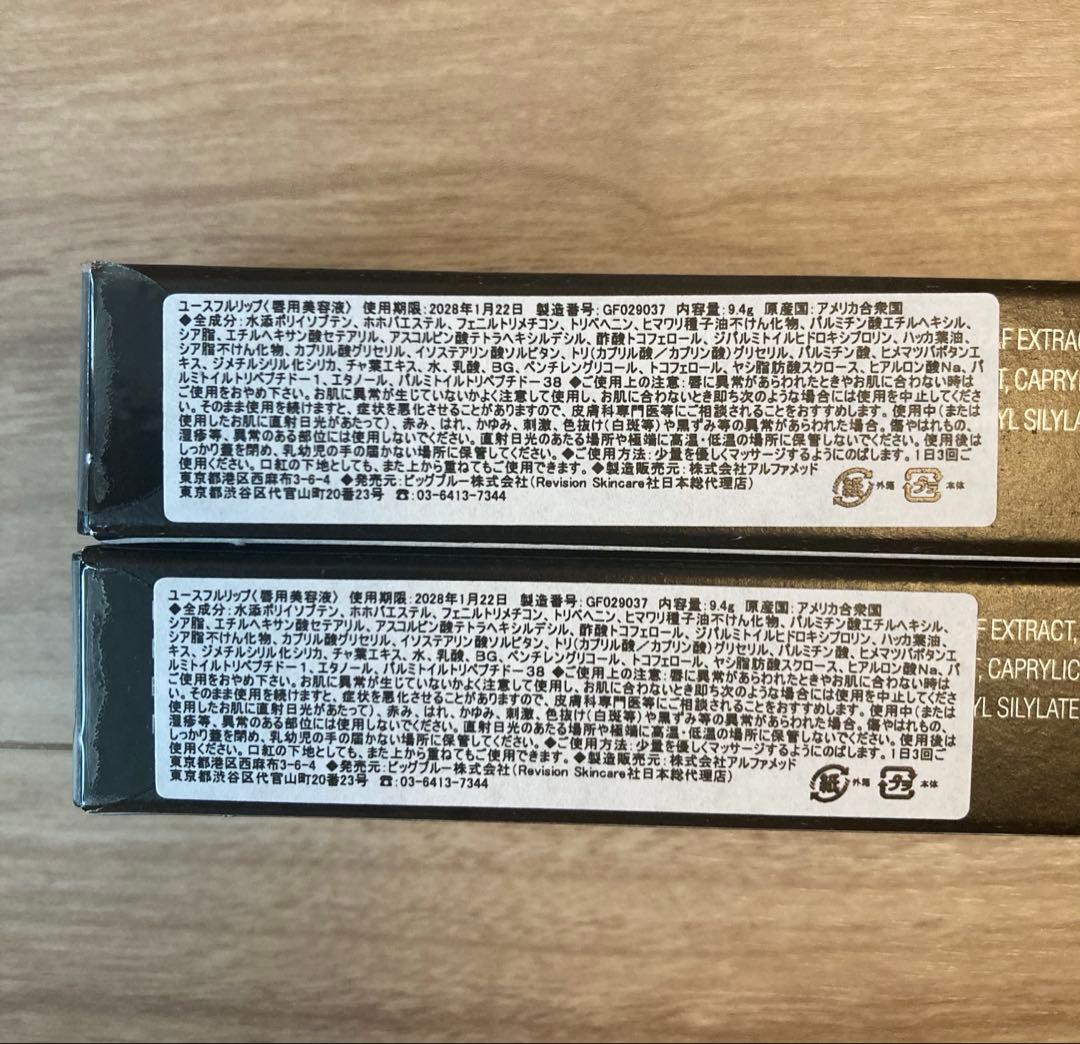 ユースフルリップ〈唇用美容液〉 使用期限:2028年1月22日 製造番号:GF029037 内容量:9.4g 原産国:アメリカ合衆国
◆全成分:水添ポリイソブテン、ホホバエステル、フェニルトリメチコン、トリベヘニン、ヒマワリ種子油不けん化物、パルミチン酸エチルヘキシル、
シア脂、エチルヘキサン酸セテアリル、アスコルビン酸テトラヘキシルデシル、酢酸トコフェロール、ジパルミトイルヒドロキシプロリン、ハッカ葉油、
シア脂不けん化物、カプリル酸グリセリル、イソステアリン酸ソルビタン、トリ(カプリル酸/カプリン酸)グリセリル、パルミチン酸、ヒメマツバボタンエ
キス、ジメチルシリル化シリカ、チャ葉エキス、水、乳酸、BG、ペンチレングリコール、トコフェロール、ヤシ脂肪酸スクロース、ヒアルロン酸Na、パ
ルミトイルトリペプチド-1、エタノール、パルミトイルトリペプチド-38 ◆ご使用上の注意:唇に異常があらわれたときやお肌に合わない時は
ご使用をおやめ下さい。お肌に異常が生じていないかよく注意して使用し、お肌に合わないとき即ち次のような場合には使用を中止してくださ
い。そのまま使用を続けますと、症状を悪化させることがありますので、皮膚科専門医等にご相談されることをおすすめします。使用中(または
使用したお肌に直射日光があたって)、赤み、はれ、かゆみ、刺激、色抜け(白斑等)や黒ずみ等の異常があらわれた場合。傷やはれもの、
湿疹等、異常のある部位には使用しないでください。直射日光のあたる場所や極端に高温・低温の場所に保管しないでください。使用後は
しっかり蓋を閉め、乳幼児の手の届かない場所に保管してください。◆ご使用方法:少量を優しくマッサージするようにのばします。1日3回ご
使用ください。口紅の下地としても、また上から重ねてもご使用できます。◆製造販売元:株式会社アルファメッド
東京都港区西麻布3-6-4 ◆発売元:ビッグブルー株式会社(Revision Skincare社日本総代理店)
東京都渋谷区代官山町20番23号 ☎:03-6413-7344
紙 外箱 プラ 本体
F EXTRAC
T, CAPRY
YL SILYLA
ユースフルリップ〈唇用美容液〉 使用期限:2028年1月22日 製造番号:GF029037 内容量:9.4g 原産国:アメリカ合衆国
◆全成分:水添ポリイソブテン、ホホバエステル、フェニルトリメチコン、トリベヘニン、ヒマワリ種子油不けん化物、パルミチン酸エチルヘキシル、
シア脂、エチルヘキサン酸セテアリル、アスコルビン酸テトラヘキシルデシル、酢酸トコフェロール、ジパルミトイルヒドロキシプロリン、ハッカ葉油、
シア脂不けん化物、カプリル酸グリセリル、イソステアリン酸ソルビタン、トリ(カプリル酸/カプリン酸)グリセリル、パルミチン酸、ヒメマツバボタンエ
キス、ジメチルシリル化シリカ、チャ葉エキス、水、乳酸、BG、ペンチレングリコール、トコフェロール、ヤシ脂肪酸スクロース、ヒアルロン酸Na、パ
ルミトイルトリペプチド-1、エタノール、パルミトイルトリペプチド-38 ◆ご使用上の注意:唇に異常があらわれたときやお肌に合わない時は
ご使用をおやめ下さい。お肌に異常が生じていないかよく注意して使用し、お肌に合わないとき即ち次のような場合には使用を中止してくださ
い。そのまま使用を続けますと、症状を悪化させることがありますので、皮膚科専門医等にご相談されることをおすすめします。使用中(または
使用したお肌に直射日光があたって)、赤み、はれ、かゆみ、刺激、色抜け(白斑等)や黒ずみ等の異常があらわれた場合。傷やはれもの、
湿疹等、異常のある部位には使用しないでください。直射日光のあたる場所や極端に高温・低温の場所に保管しないでください。使用後は
しっかり蓋を閉め、乳幼児の手の届かない場所に保管してください。◆ご使用方法:少量を優しくマッサージするようにのばします。1日3回ご
使用ください。口紅の下地としても、また上から重ねてもご使用できます。◆製造販売元:株式会社アルファメッド
東京都港区西麻布3-6-4 ◆発売元:ビッグブルー株式会社(Revision Skincare社日本総代理店)
東京都渋谷区代官山町20番23号 ☎:03-6413-7344
紙 外箱 プラ 本体
F EXTRACT,
, CAPRYLIC
YL SILYLATE